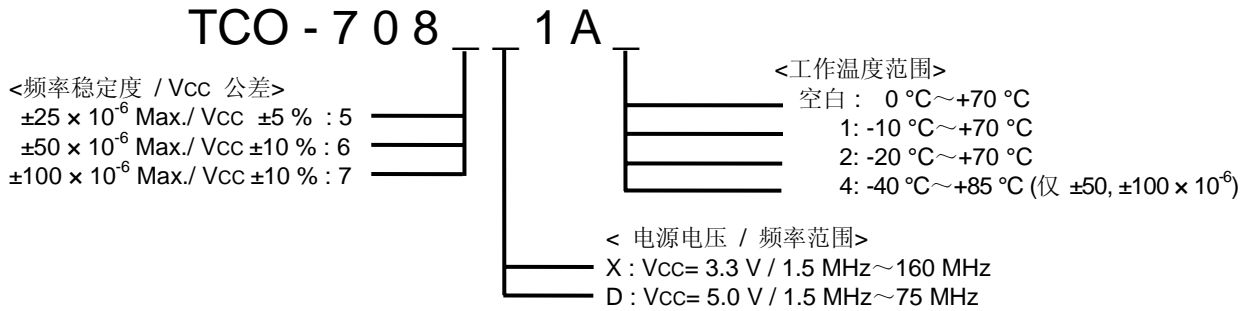 TCO - 7 0 8 _ _ 1 A _
<频率稳定度 / Vcc 公差>
±25 × 10⁻⁶ Max./ Vcc ±5 % : 5
±50 × 10⁻⁶ Max./ Vcc ±10 % : 6
±100 × 10⁻⁶ Max./ Vcc ±10 % : 7
<工作温度范围>
空白 : 0 °C～+70 °C
1: -10 °C～+70 °C
2: -20 °C～+70 °C
4: -40 °C～+85 °C (仅 ±50, ±100 × 10⁻⁶)
< 电源电压 / 频率范围>
X : Vcc= 3.3 V / 1.5 MHz～160 MHz
D : Vcc= 5.0 V / 1.5 MHz～75 MHz